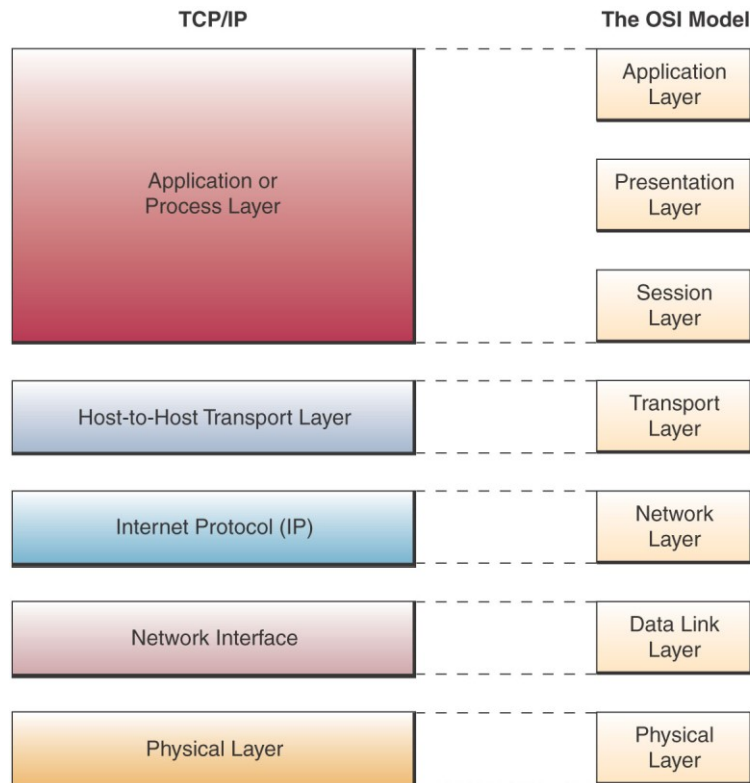 TCP/IP
The OSI Model
Application or
Process Layer
Application
Layer
Presentation
Layer
Session
Layer
Host-to-Host Transport Layer
Transport
Layer
Internet Protocol (IP)
Network
Layer
Network Interface
Data Link
Layer
Physical Layer
Physical
Layer